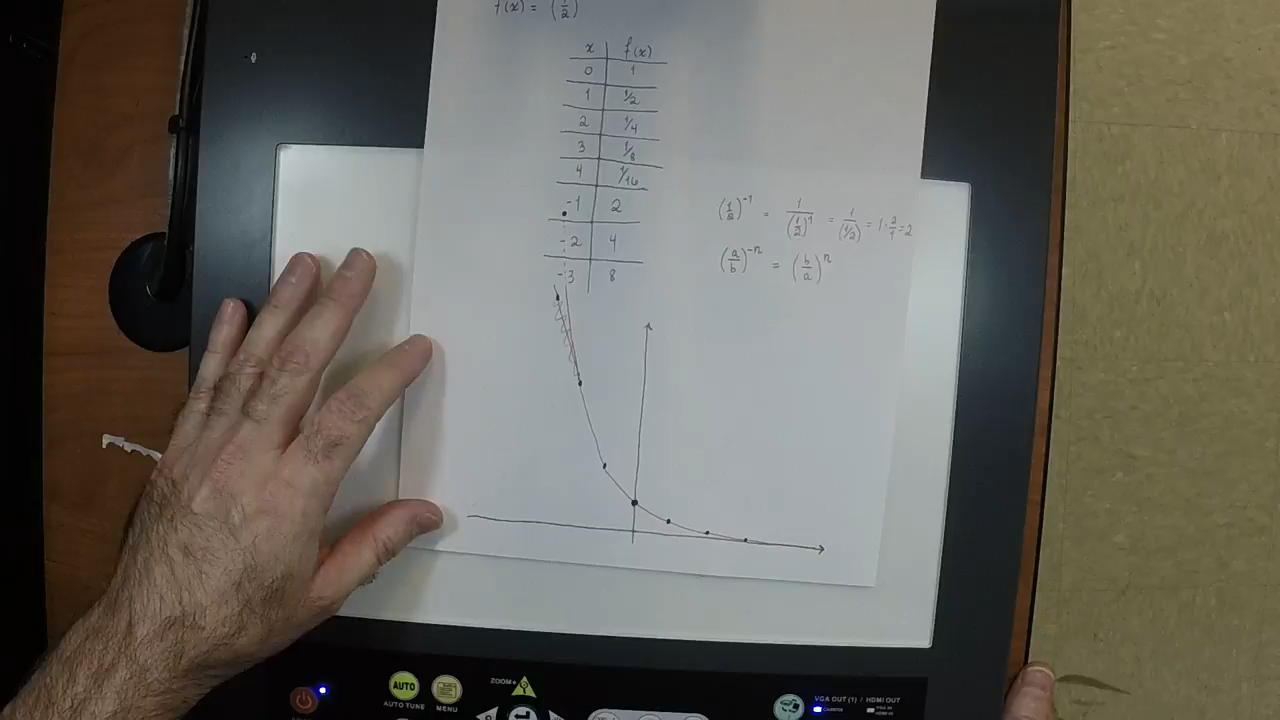 f(x) = (1/2)
x f(x)
0 1
1 1/2
2 1/4
3 1/8
4 1/16
-1 2
-2 4
-3 8
(1/2)^-1 = 1/(1/2)^1 = 1/(1/2) = 1·2/1 = 2
(a/b)^-n = (b/a)^n
ZOOM+
AUTO
AUTO TUNE
MENU
VGA OUT (1) / HDMI OUT